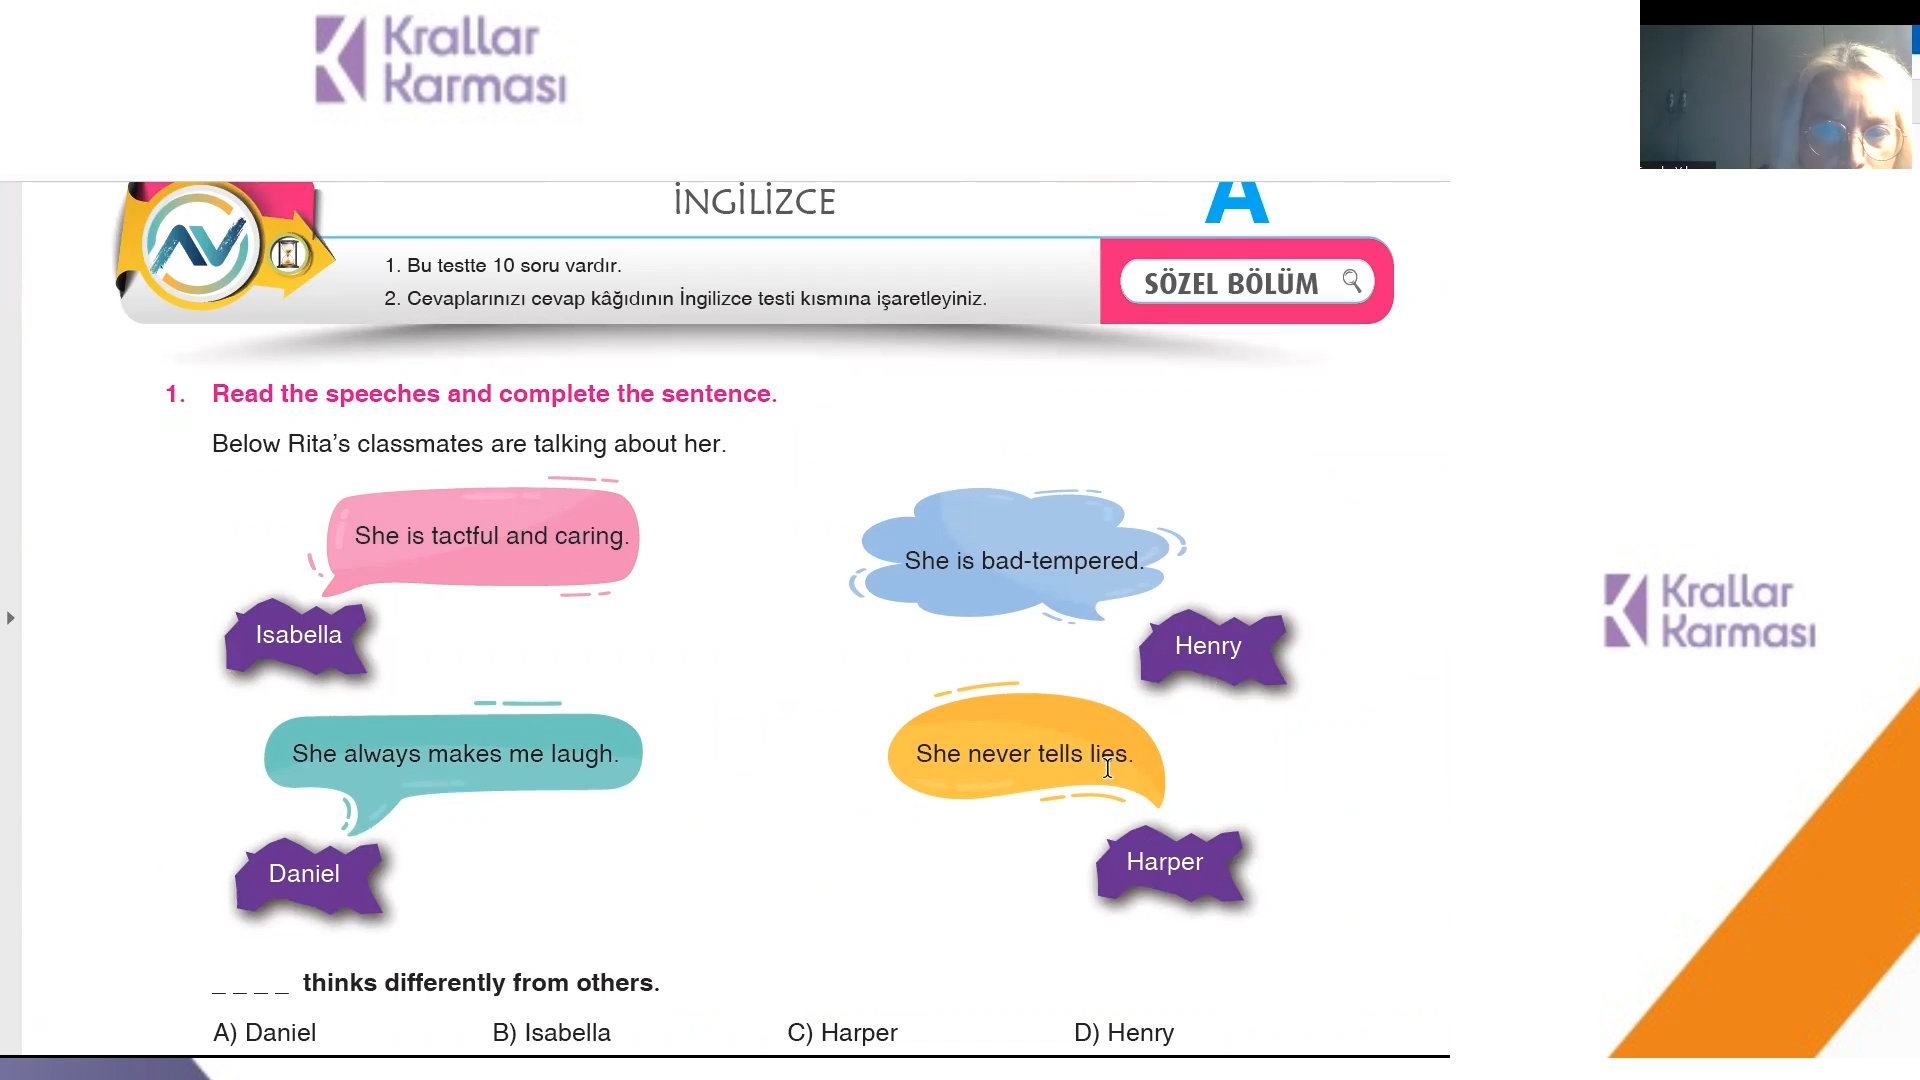 Krallar
Karması
İNGİLİZCE
A
1. Bu testte 10 soru vardır.
2. Cevaplarınızı cevap kâğıdının İngilizce testi kısmına işaretleyiniz.
SÖZEL BÖLÜM
1. Read the speeches and complete the sentence.
Below Rita’s classmates are talking about her.
She is tactful and caring.
Isabella
She is bad-tempered.
Henry
She always makes me laugh.
Daniel
She never tells lies.
Harper
_ _ _ _ thinks differently from others.
A) Daniel B) Isabella C) Harper D) Henry
Krallar
Karması